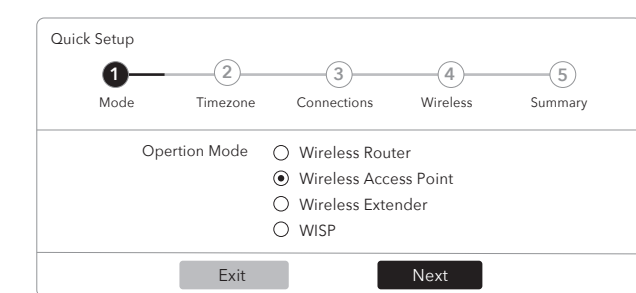 Quick Setup
1 2 3 4 5
Mode Timezone Connections Wireless Summary
Opertion Mode Wireless Router
Wireless Access Point
Wireless Extender
WISP
Exit Next